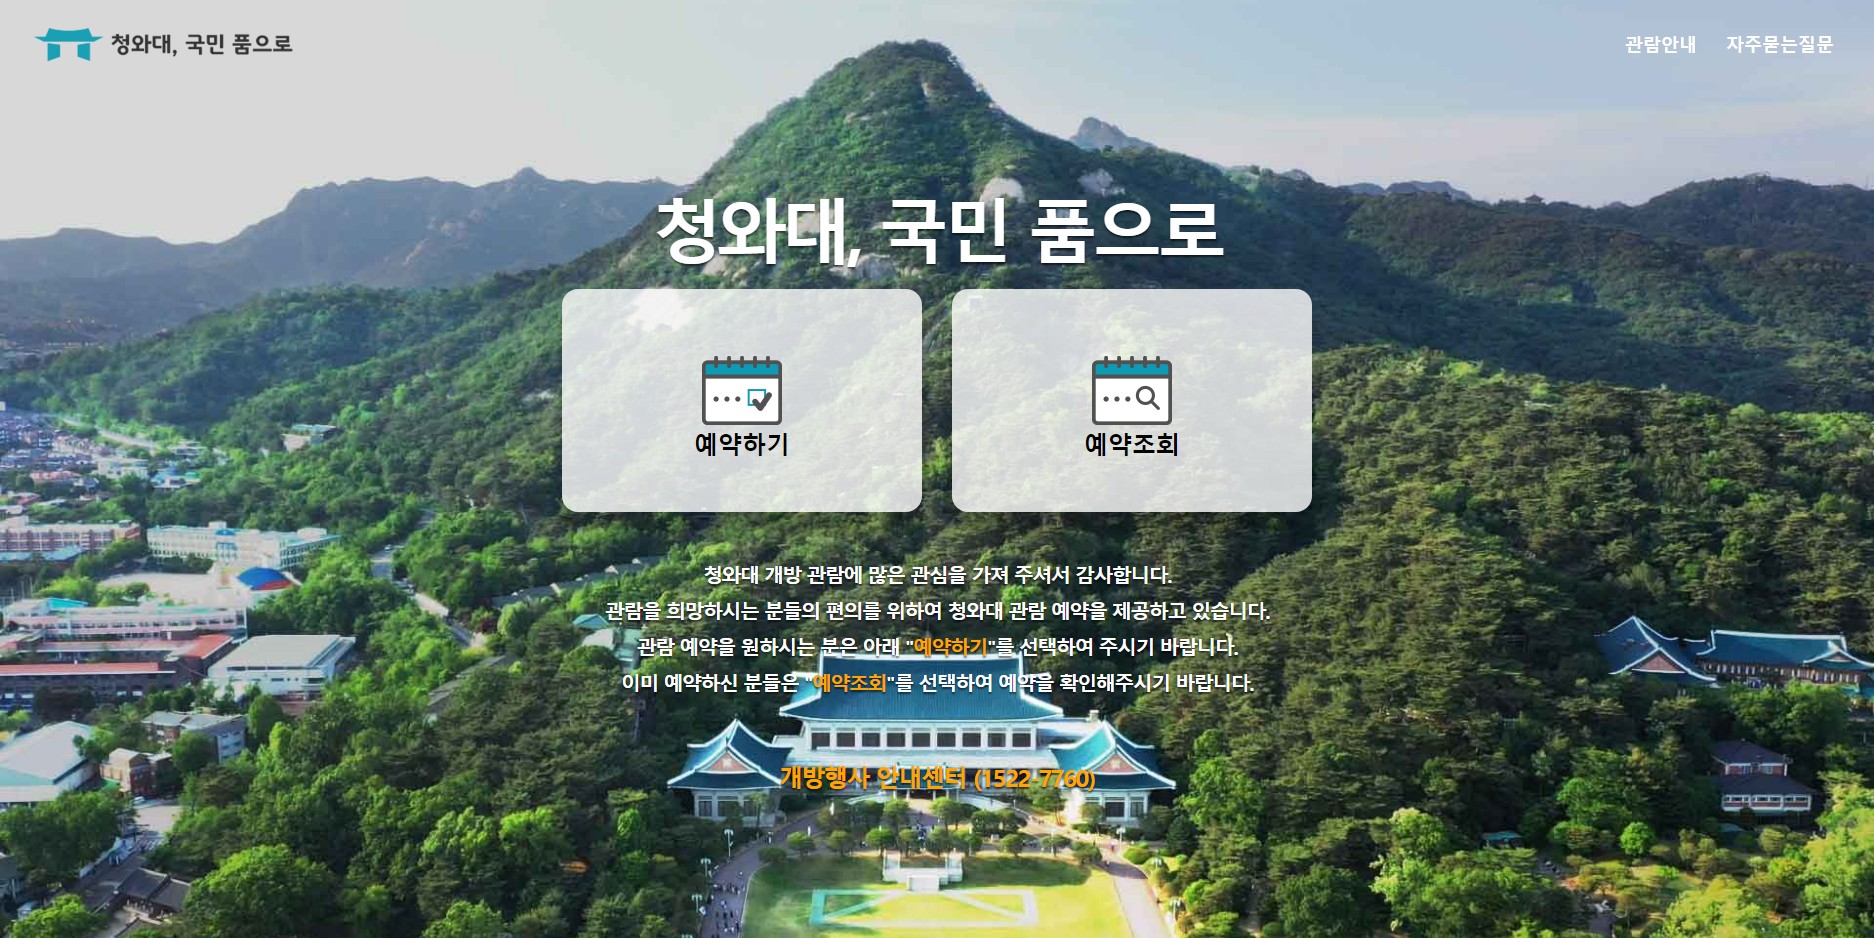 청와대, 국민 품으로
관람안내 자주묻는질문
청와대, 국민 품으로
예약하기
예약조회
청와대 개방 관람에 많은 관심을 가져 주셔서 감사합니다.
관람을 희망하시는 분들의 편의를 위하여 청와대 관람 예약을 제공하고 있습니다.
관람 예약을 원하시는 분은 아래 "예약하기"를 선택하여 주시기 바랍니다.
이미 예약하신 분들은 "예약조회"를 선택하여 예약을 확인해주시기 바랍니다.
개방행사 안내센터 (1522-7760)